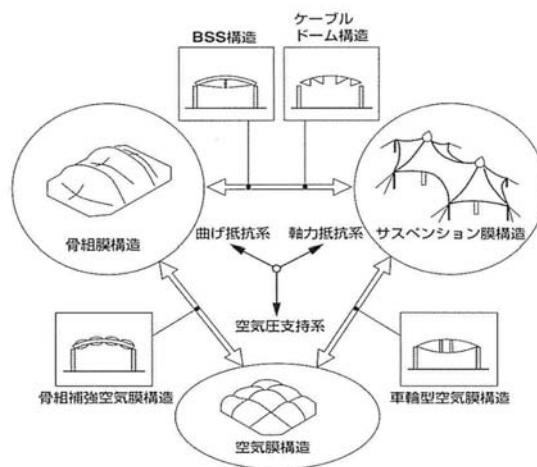 BSS構造
ケーブル
ドーム構造
骨組膜構造
サスペンション膜構造
曲げ抵抗系
軸力抵抗系
空気圧支持系
骨組補強空気膜構造
車輪型空気膜構造
空気膜構造